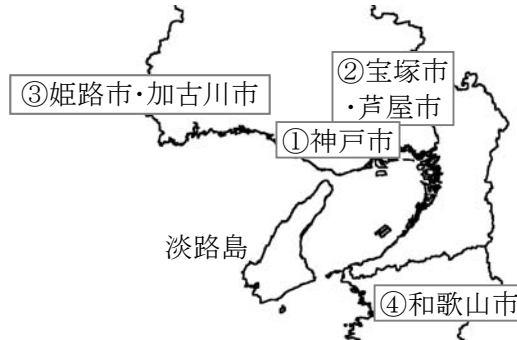 ②宝塚市
・芦屋市
③姫路市・加古川市
①神戸市
淡路島
④和歌山市